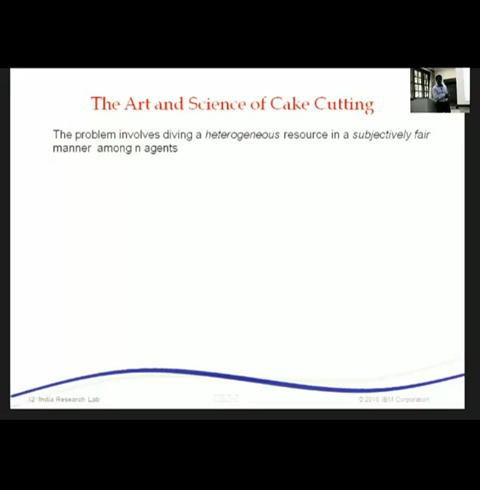 The Art and Science of Cake Cutting
The problem involves diving a heterogeneous resource in a subjectively fair
manner among n agents
India Research Lab
IBM
© 2010 IBM Corporation